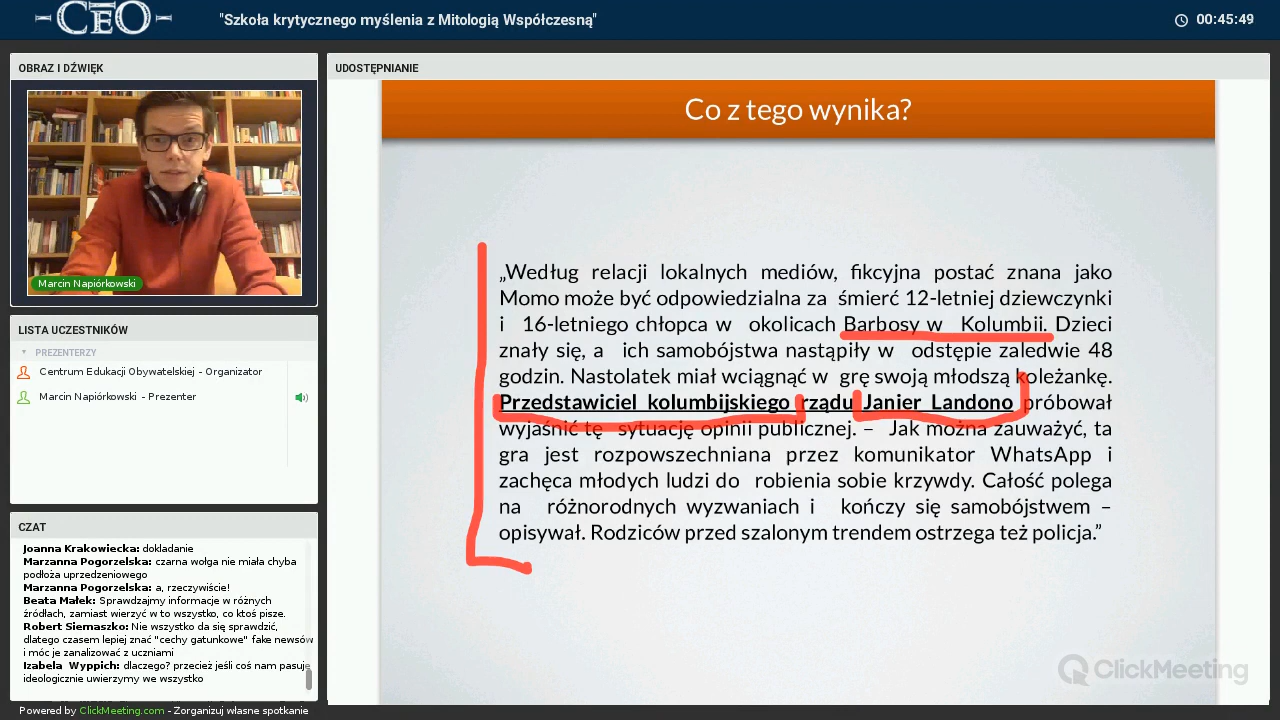 CEO
"Szkoła krytycznego myślenia z Mitologią Współczesną"
00:45:49
OBRAZ I DŹWIĘK
Marcin Napiórkowski
LISTA UCZESTNIKÓW
PREZENTERZY
Centrum Edukacji Obywatelskiej - Organizator
Marcin Napiórkowski - Prezenter
CZAT
Joanna Krakowiecka: dokladanie
Marzanna Pogorzelska: czarna wołga nie miała chyba
podłoża uprzedzeniowego
Marzanna Pogorzelska: a, rzeczywiście!
Beata Małek: Sprawdzajmy informacje w różnych
źródłach, zamiast wierzyć w to wszystko, co ktoś pisze.
Robert Siemaszko: Nie wszystko da się sprawdzić,
dlatego czasem lepiej znać "cechy gatunkowe" fake newsów
i móc je zanalizować z uczniami
Izabela Wyppich: dlaczego? przecież jeśli coś nam pasuje
ideologicznie uwierzymy we wszystko
Powered by ClickMeeting.com - Zorganizuj własne spotkanie
UDOSTĘPNIANIE
Co z tego wynika?
„Według relacji lokalnych mediów, fikcyjna postać znana jako
Momo może być odpowiedzialna za śmierć 12-letniej dziewczynki
i 16-letniego chłopca w okolicach Barbosy w Kolumbii. Dzieci
znały się, a ich samobójstwa nastąpiły w odstępie zaledwie 48
godzin. Nastolatek miał wciągnąć w grę swoją młodszą koleżankę.
Przedstawiciel kolumbijskiego rządu Janier Landono próbował
wyjaśnić tę sytuację opinii publicznej. – Jak można zauważyć, ta
gra jest rozpowszechniana przez komunikator WhatsApp i
zachęca młodych ludzi do robienia sobie krzywdy. Całość polega
na różnorodnych wyzwaniach i kończy się samobójstwem –
opisywał. Rodziców przed szalonym trendem ostrzega też policja.”
ClickMeeting